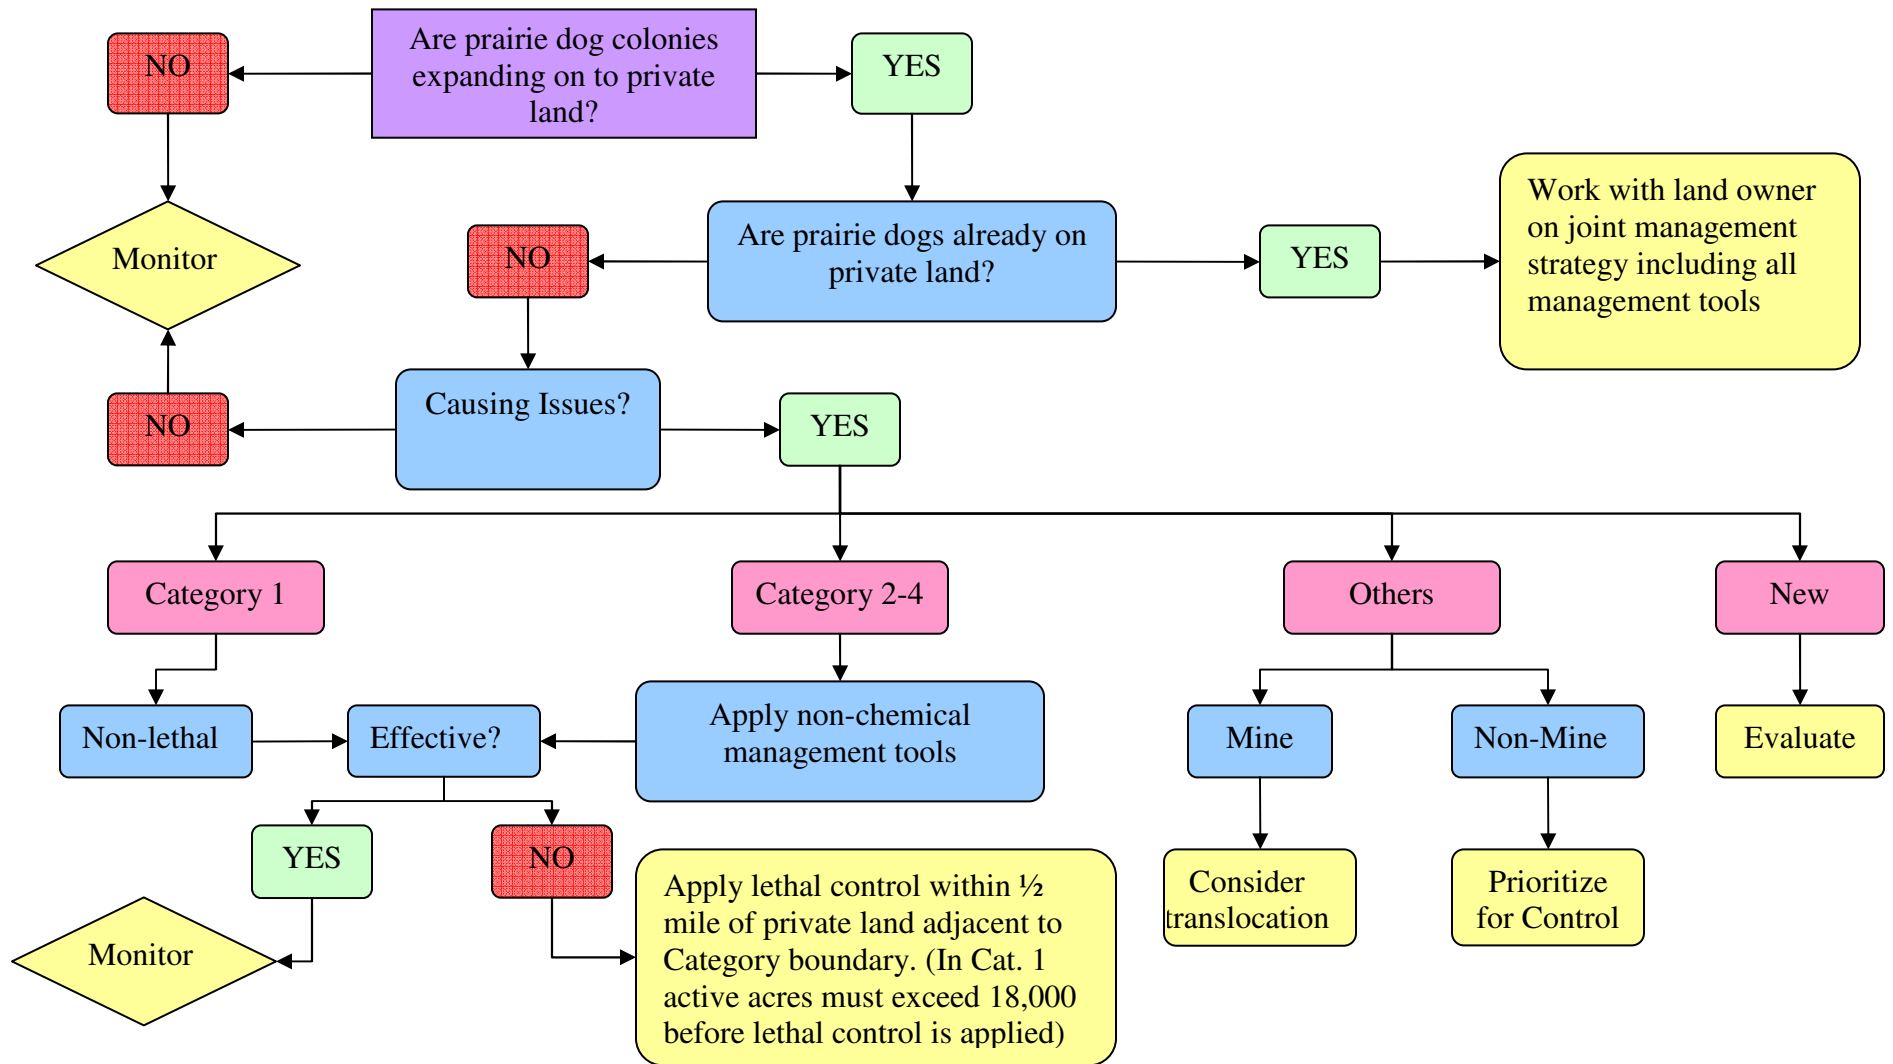 NO
Are prairie dog colonies
expanding on to private
land?
YES
Monitor
NO
Are prairie dogs already on
private land?
YES
Work with land owner
on joint management
strategy including all
management tools
NO
Causing Issues?
YES
Category 1
Category 2-4
Others
New
Non-lethal
Effective?
Apply non-chemical
management tools
Mine
Non-Mine
Evaluate
YES
NO
Monitor
Apply lethal control within ½
mile of private land adjacent to
Category boundary. (In Cat. 1
active acres must exceed 18,000
before lethal control is applied)
Consider
translocation
Prioritize
for Control